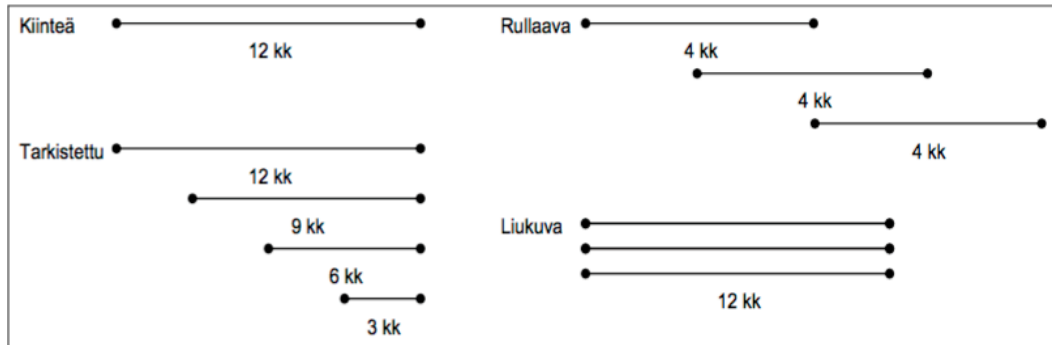 Kiinteä
12 kk
Tarkistettu
12 kk
9 kk
6 kk
3 kk
Rullaava
4 kk
4 kk
4 kk
Liukuva
12 kk